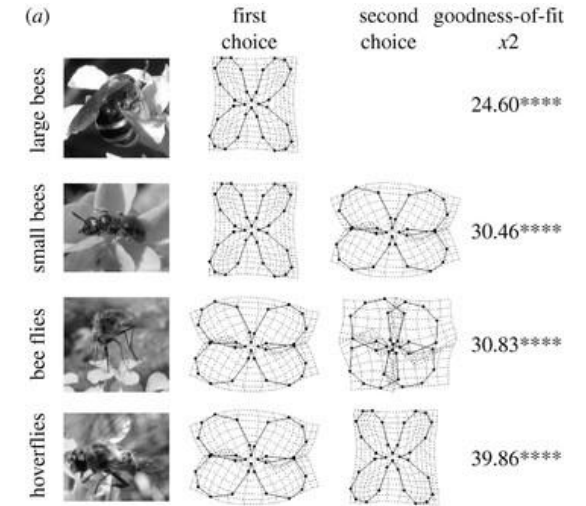 (a)
first choice
second choice
goodness-of-fit x2
large bees
24.60****
small bees
30.46****
bee flies
30.83****
hoverflies
39.86****